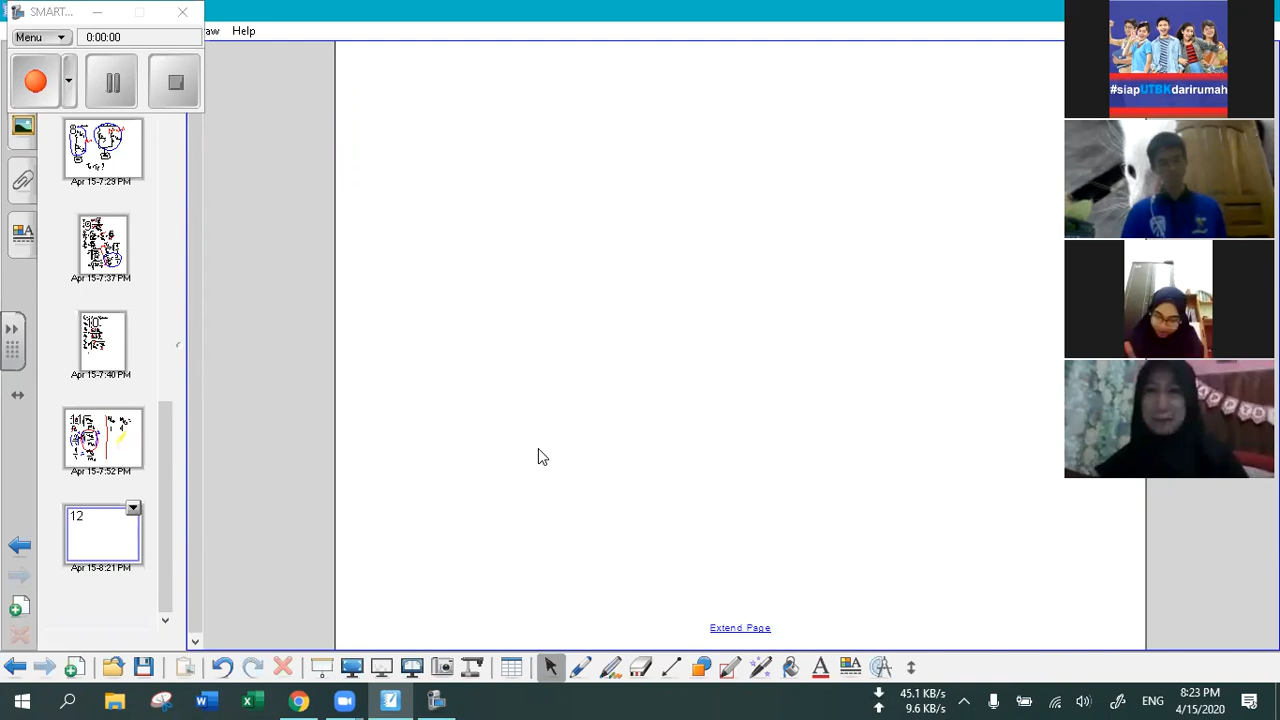 SMART...
Menu
0:00:00
aw
Help
Apr 15-7:29 PM
Apr 15-7:37 PM
Apr 15-7:40 PM
Apr 15-7:52 PM
12
Apr 15-8:21 PM
Extend Page
#siapUTBKdarirumah
45.1 KB/s
9.6 KB/s
ENG
8:23 PM
4/15/2020